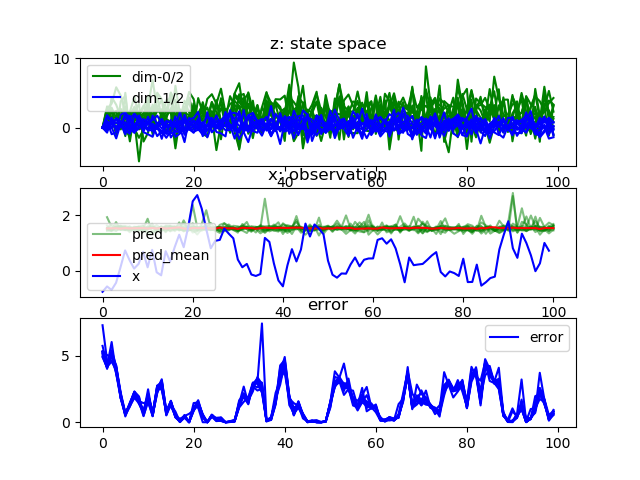 z: state space
10
0
dim-0/2
dim-1/2
0 20 40 60 80 100
x: observation
2
0
pred
pred_mean
x
0 20 40 60 80 100
error
5
0
error
0 20 40 60 80 100